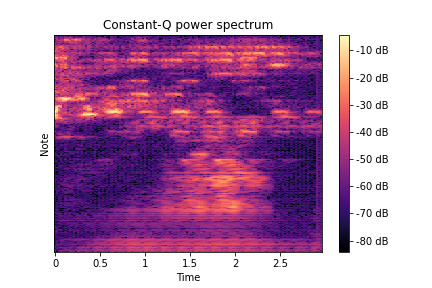 Constant-Q power spectrum
-10 dB
-20 dB
-30 dB
-40 dB
-50 dB
-60 dB
-70 dB
-80 dB
Note
0
0.5
1
1.5
2
2.5
Time